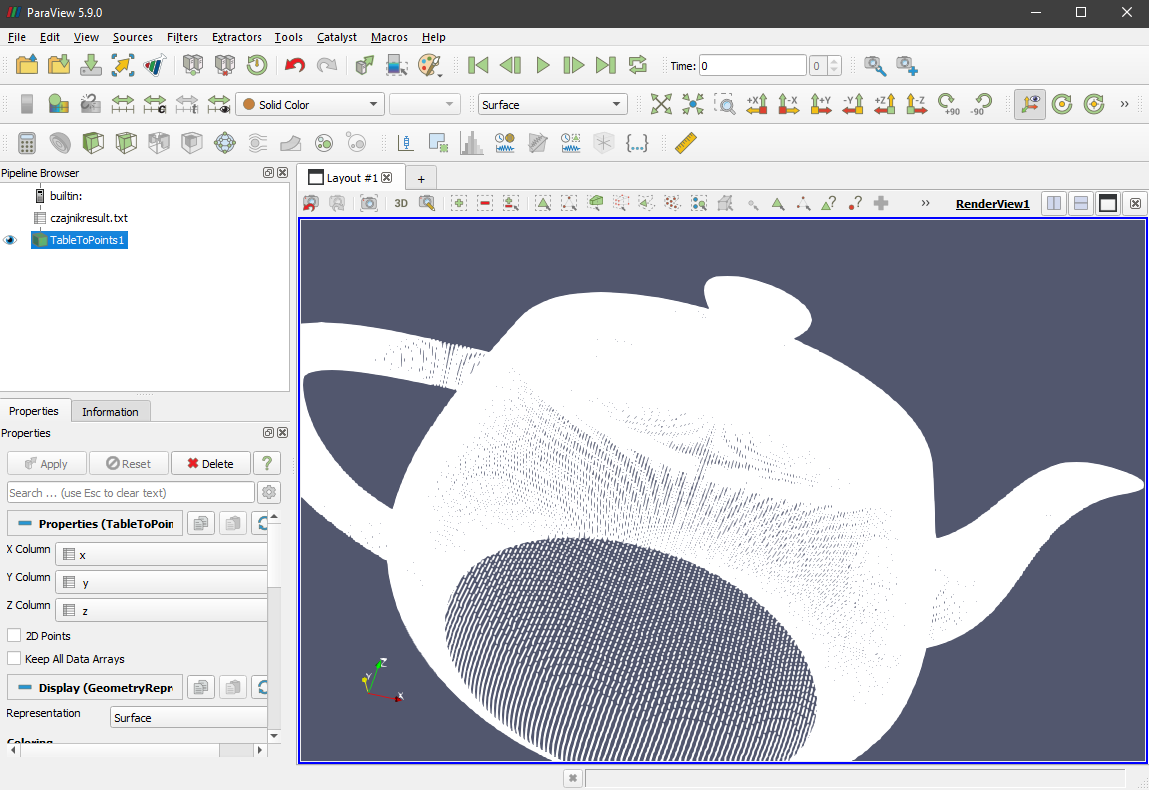 ParaView 5.9.0
File Edit View Sources Filters Extractors Tools Catalyst Macros Help
Time: 0 0
Solid Color Surface +X -X +Y -Y +Z -Z +90 -90 »
Pipeline Browser
builtin:
czajnikresult.txt
TableToPoints1
Layout #1 +
3D » RenderView1
Properties Information
Properties
Apply Reset Delete ?
Search ... (use Esc to clear text)
Properties (TableToPoin
X Column x
Y Column y
Z Column z
2D Points
Keep All Data Arrays
Display (GeometryRepr
Representation Surface
Coloring
Z
Y
X